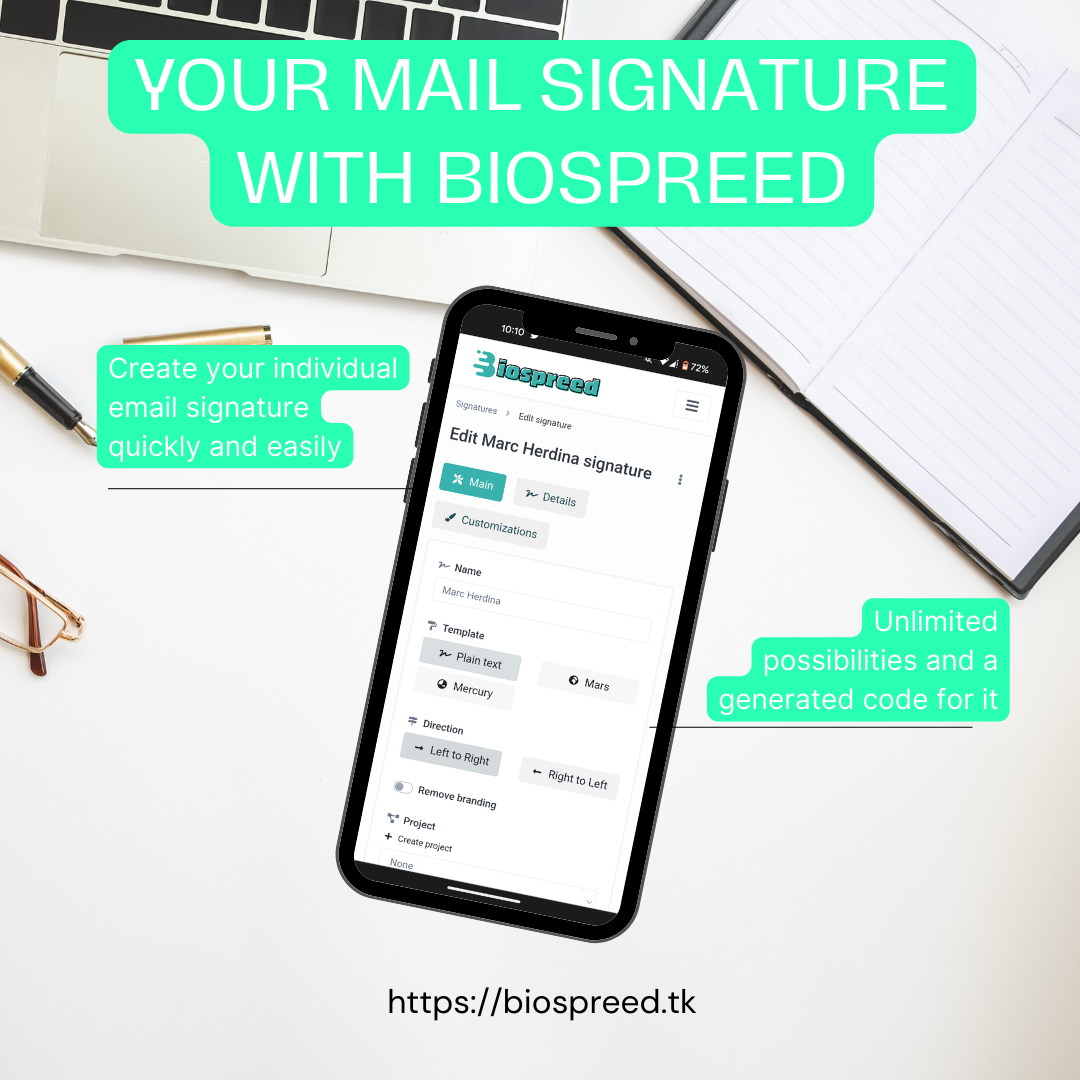 YOUR MAIL SIGNATURE
WITH BIOSPREED
10:10
72%
Biospreed
Signatures > Edit signature
Edit Marc Herdina signature
Main
Details
Customizations
Name
Marc Herdina
Template
Plain text
Mars
Mercury
Direction
Left to Right
Right to Left
Remove branding
Project
+ Create project
None
Create your individual
email signature
quickly and easily
Unlimited
possibilities and a
generated code for it
https://biospreed.tk